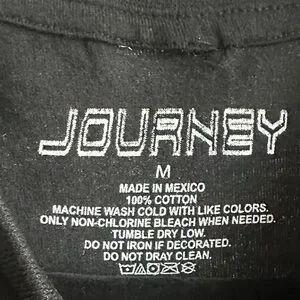 JOURNEY
M
MADE IN MEXICO
100% COTTON
MACHINE WASH COLD WITH LIKE COLORS.
ONLY NON-CHLORINE BLEACH WHEN NEEDED.
TUMBLE DRY LOW.
DO NOT IRON IF DECORATED.
DO NOT DRAY CLEAN.